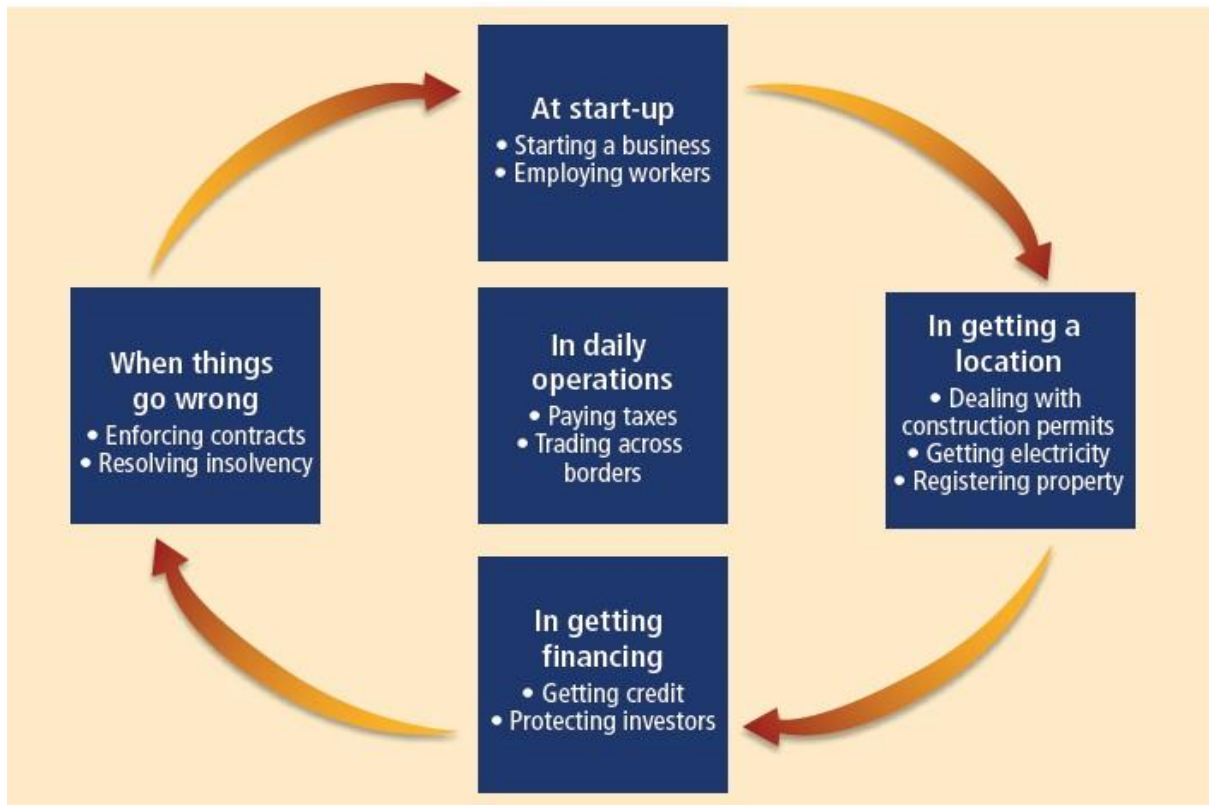 At start-up
• Starting a business
• Employing workers
In getting a
location
• Dealing with
construction permits
• Getting electricity
• Registering property
In getting
financing
• Getting credit
• Protecting investors
When things
go wrong
• Enforcing contracts
• Resolving insolvency
In daily
operations
• Paying taxes
• Trading across
borders